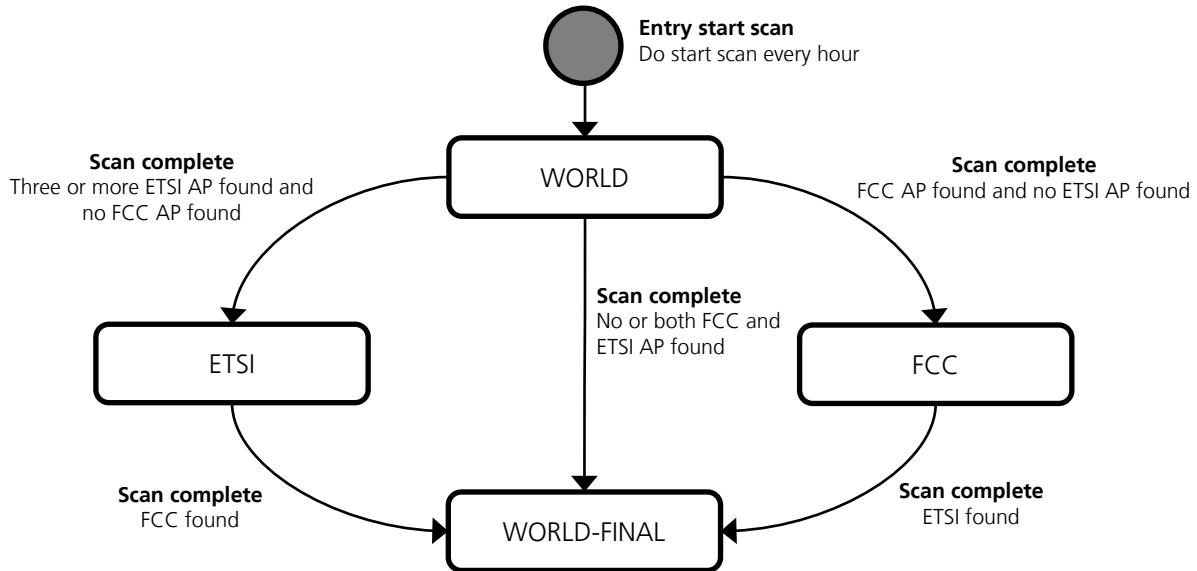 Entry start scan
Do start scan every hour
WORLD
Scan complete
Three or more ETSI AP found and
no FCC AP found
Scan complete
FCC AP found and no ETSI AP found
Scan complete
No or both FCC and
ETSI AP found
ETSI
FCC
Scan complete
FCC found
Scan complete
ETSI found
WORLD-FINAL